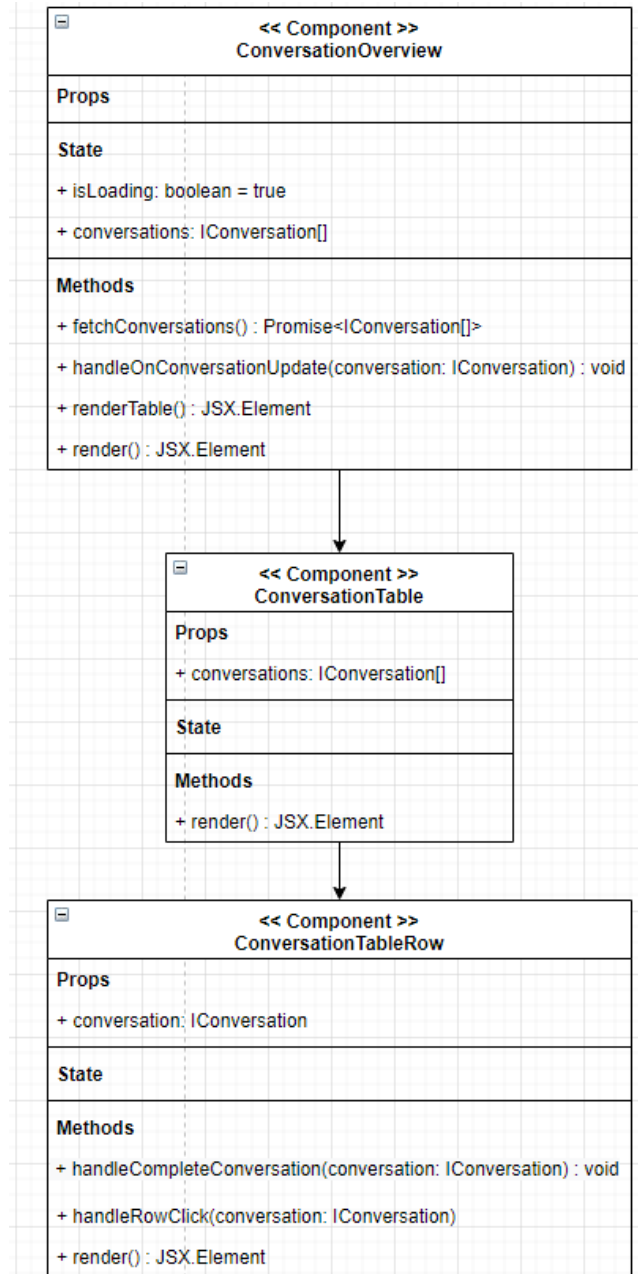 << Component >>
ConversationOverview
Props
State
+ isLoading: boolean = true
+ conversations: IConversation[]
Methods
+ fetchConversations() : Promise<IConversation[]>
+ handleOnConversationUpdate(conversation: IConversation) : void
+ renderTable() : JSX.Element
+ render() : JSX.Element
<< Component >>
ConversationTable
Props
+ conversations: IConversation[]
State
Methods
+ render() : JSX.Element
<< Component >>
ConversationTableRow
Props
+ conversation: IConversation
State
Methods
+ handleCompleteConversation(conversation: IConversation) : void
+ handleRowClick(conversation: IConversation)
+ render() : JSX.Element